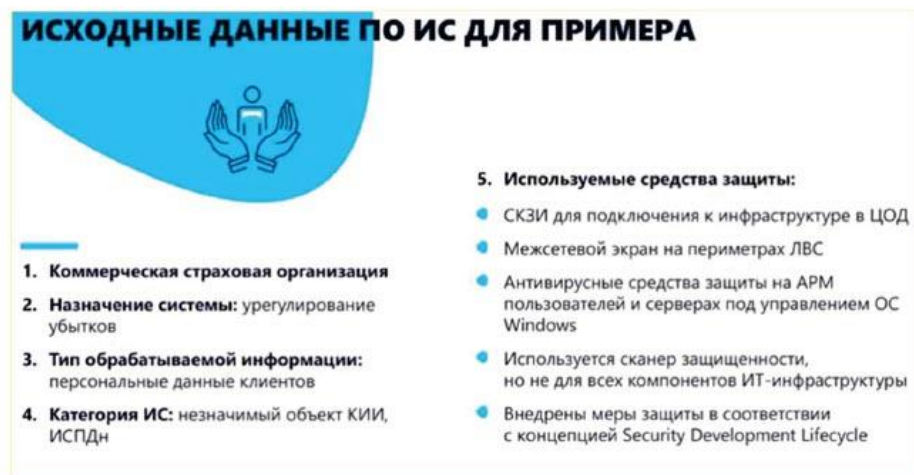 ИСХОДНЫЕ ДАННЫЕ ПО ИС ДЛЯ ПРИМЕРА
1. Коммерческая страховая организация
2. Назначение системы: урегулирование
убытков
3. Тип обрабатываемой информации:
персональные данные клиентов
4. Категория ИС: незначимый объект КИИ,
ИСПДн
5. Используемые средства защиты:
СКЗИ для подключения к инфраструктуре в ЦОД
Межсетевой экран на периметрах ЛВС
Антивирусные средства защиты на АРМ
пользователей и серверах под управлением ОС
Windows
Используется сканер защищенности,
но не для всех компонентов ИТ-инфраструктуры
Внедрены меры защиты в соответствии
с концепцией Security Development Lifecycle